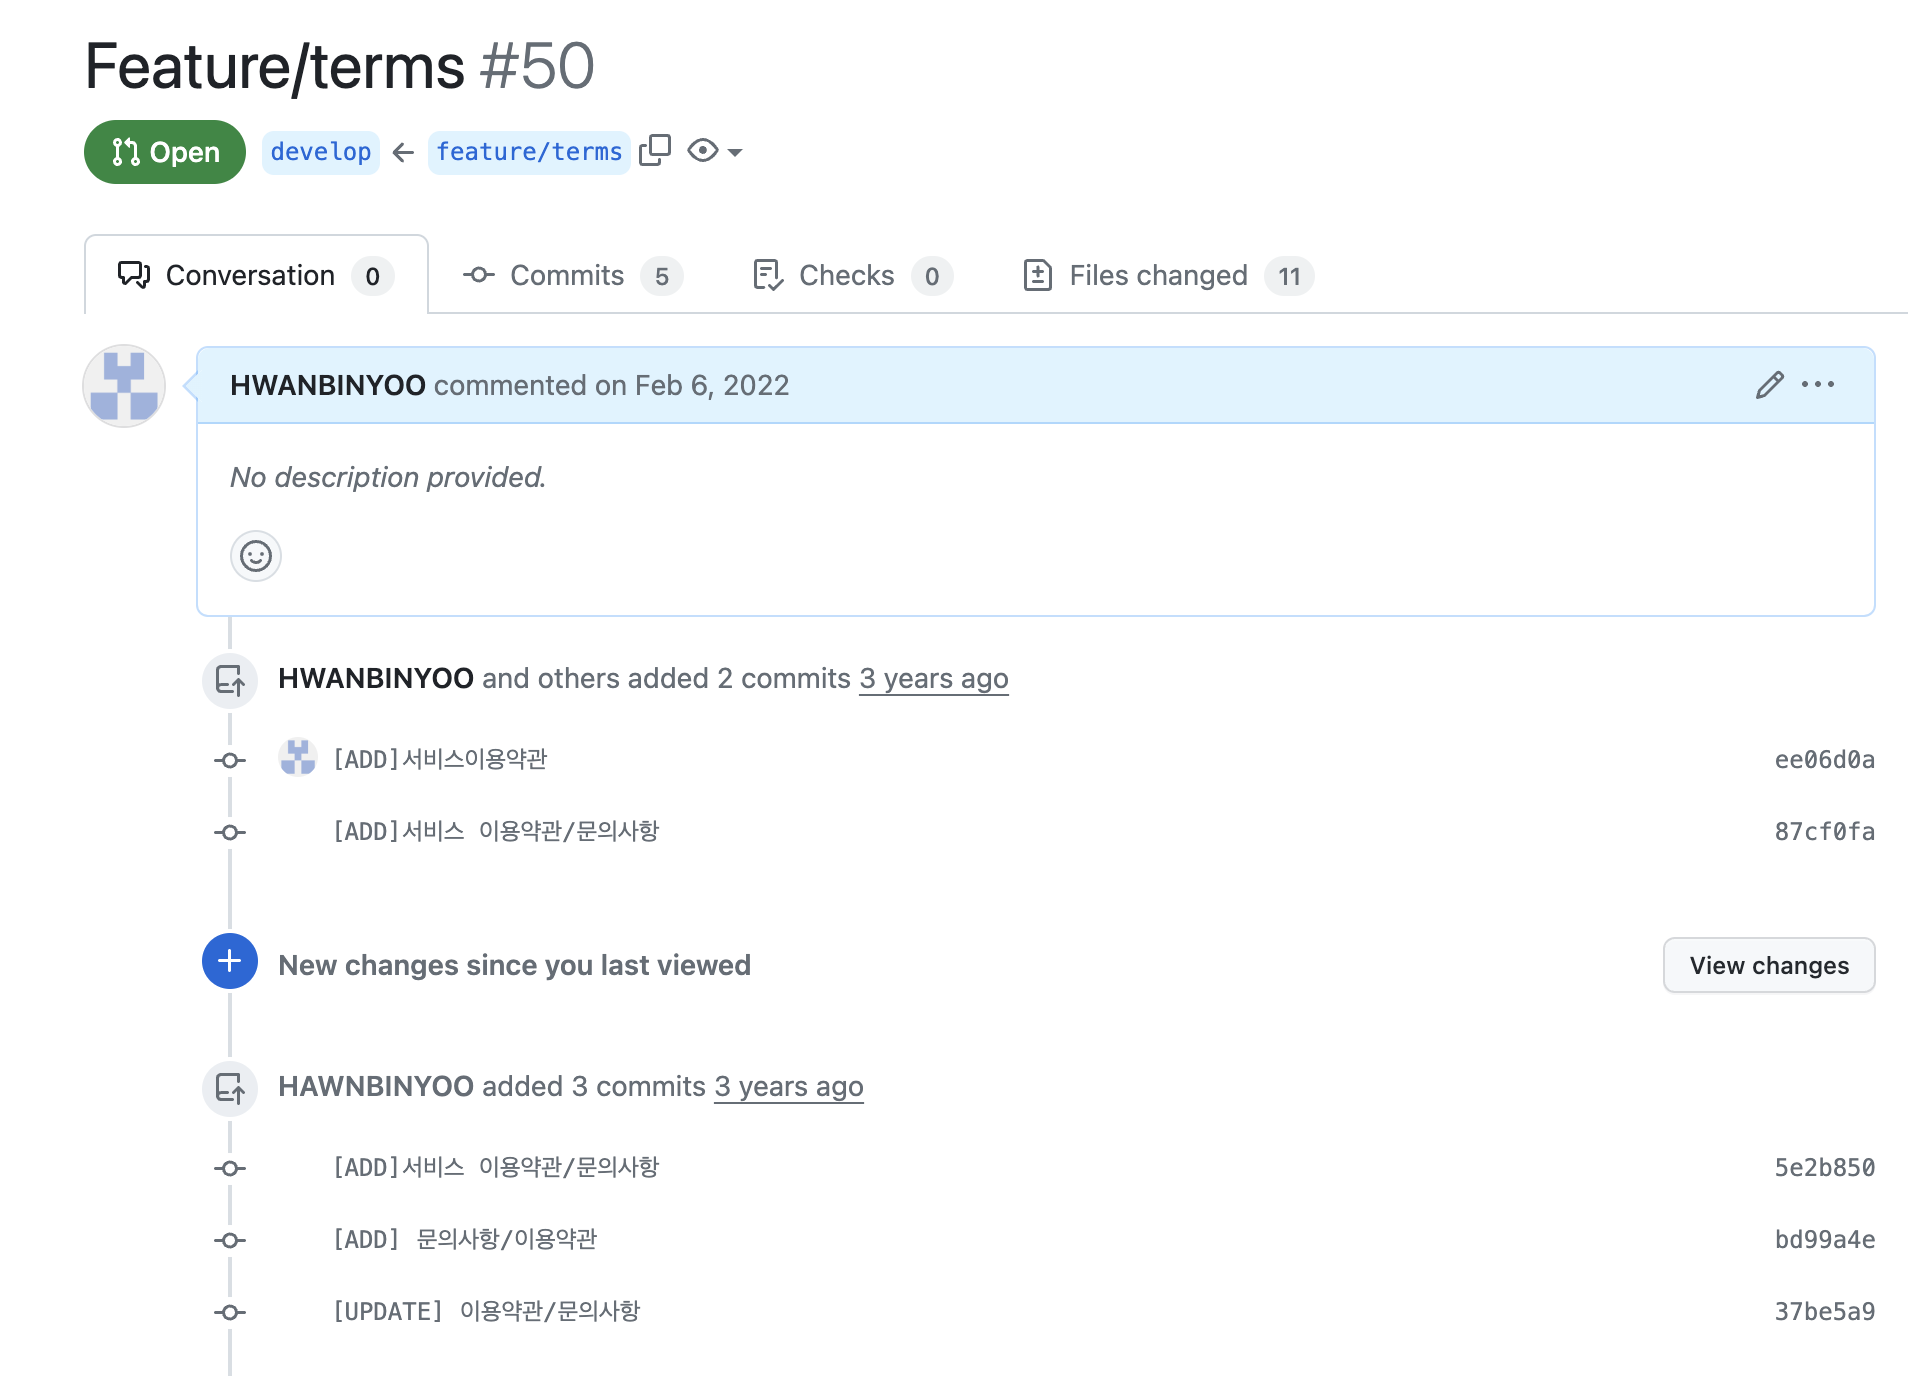 Feature/terms #50
Open develop ← feature/terms
Conversation 0 Commits 5 Checks 0 Files changed 11
HWANBINYOO commented on Feb 6, 2022
No description provided.
HWANBINYOO and others added 2 commits 3 years ago
[ADD]서비스이용약관 ee06d0a
[ADD]서비스 이용약관/문의사항 87cf0fa
New changes since you last viewed View changes
HAWNBINYOO added 3 commits 3 years ago
[ADD]서비스 이용약관/문의사항 5e2b850
[ADD] 문의사항/이용약관 bd99a4e
[UPDATE] 이용약관/문의사항 37be5a9